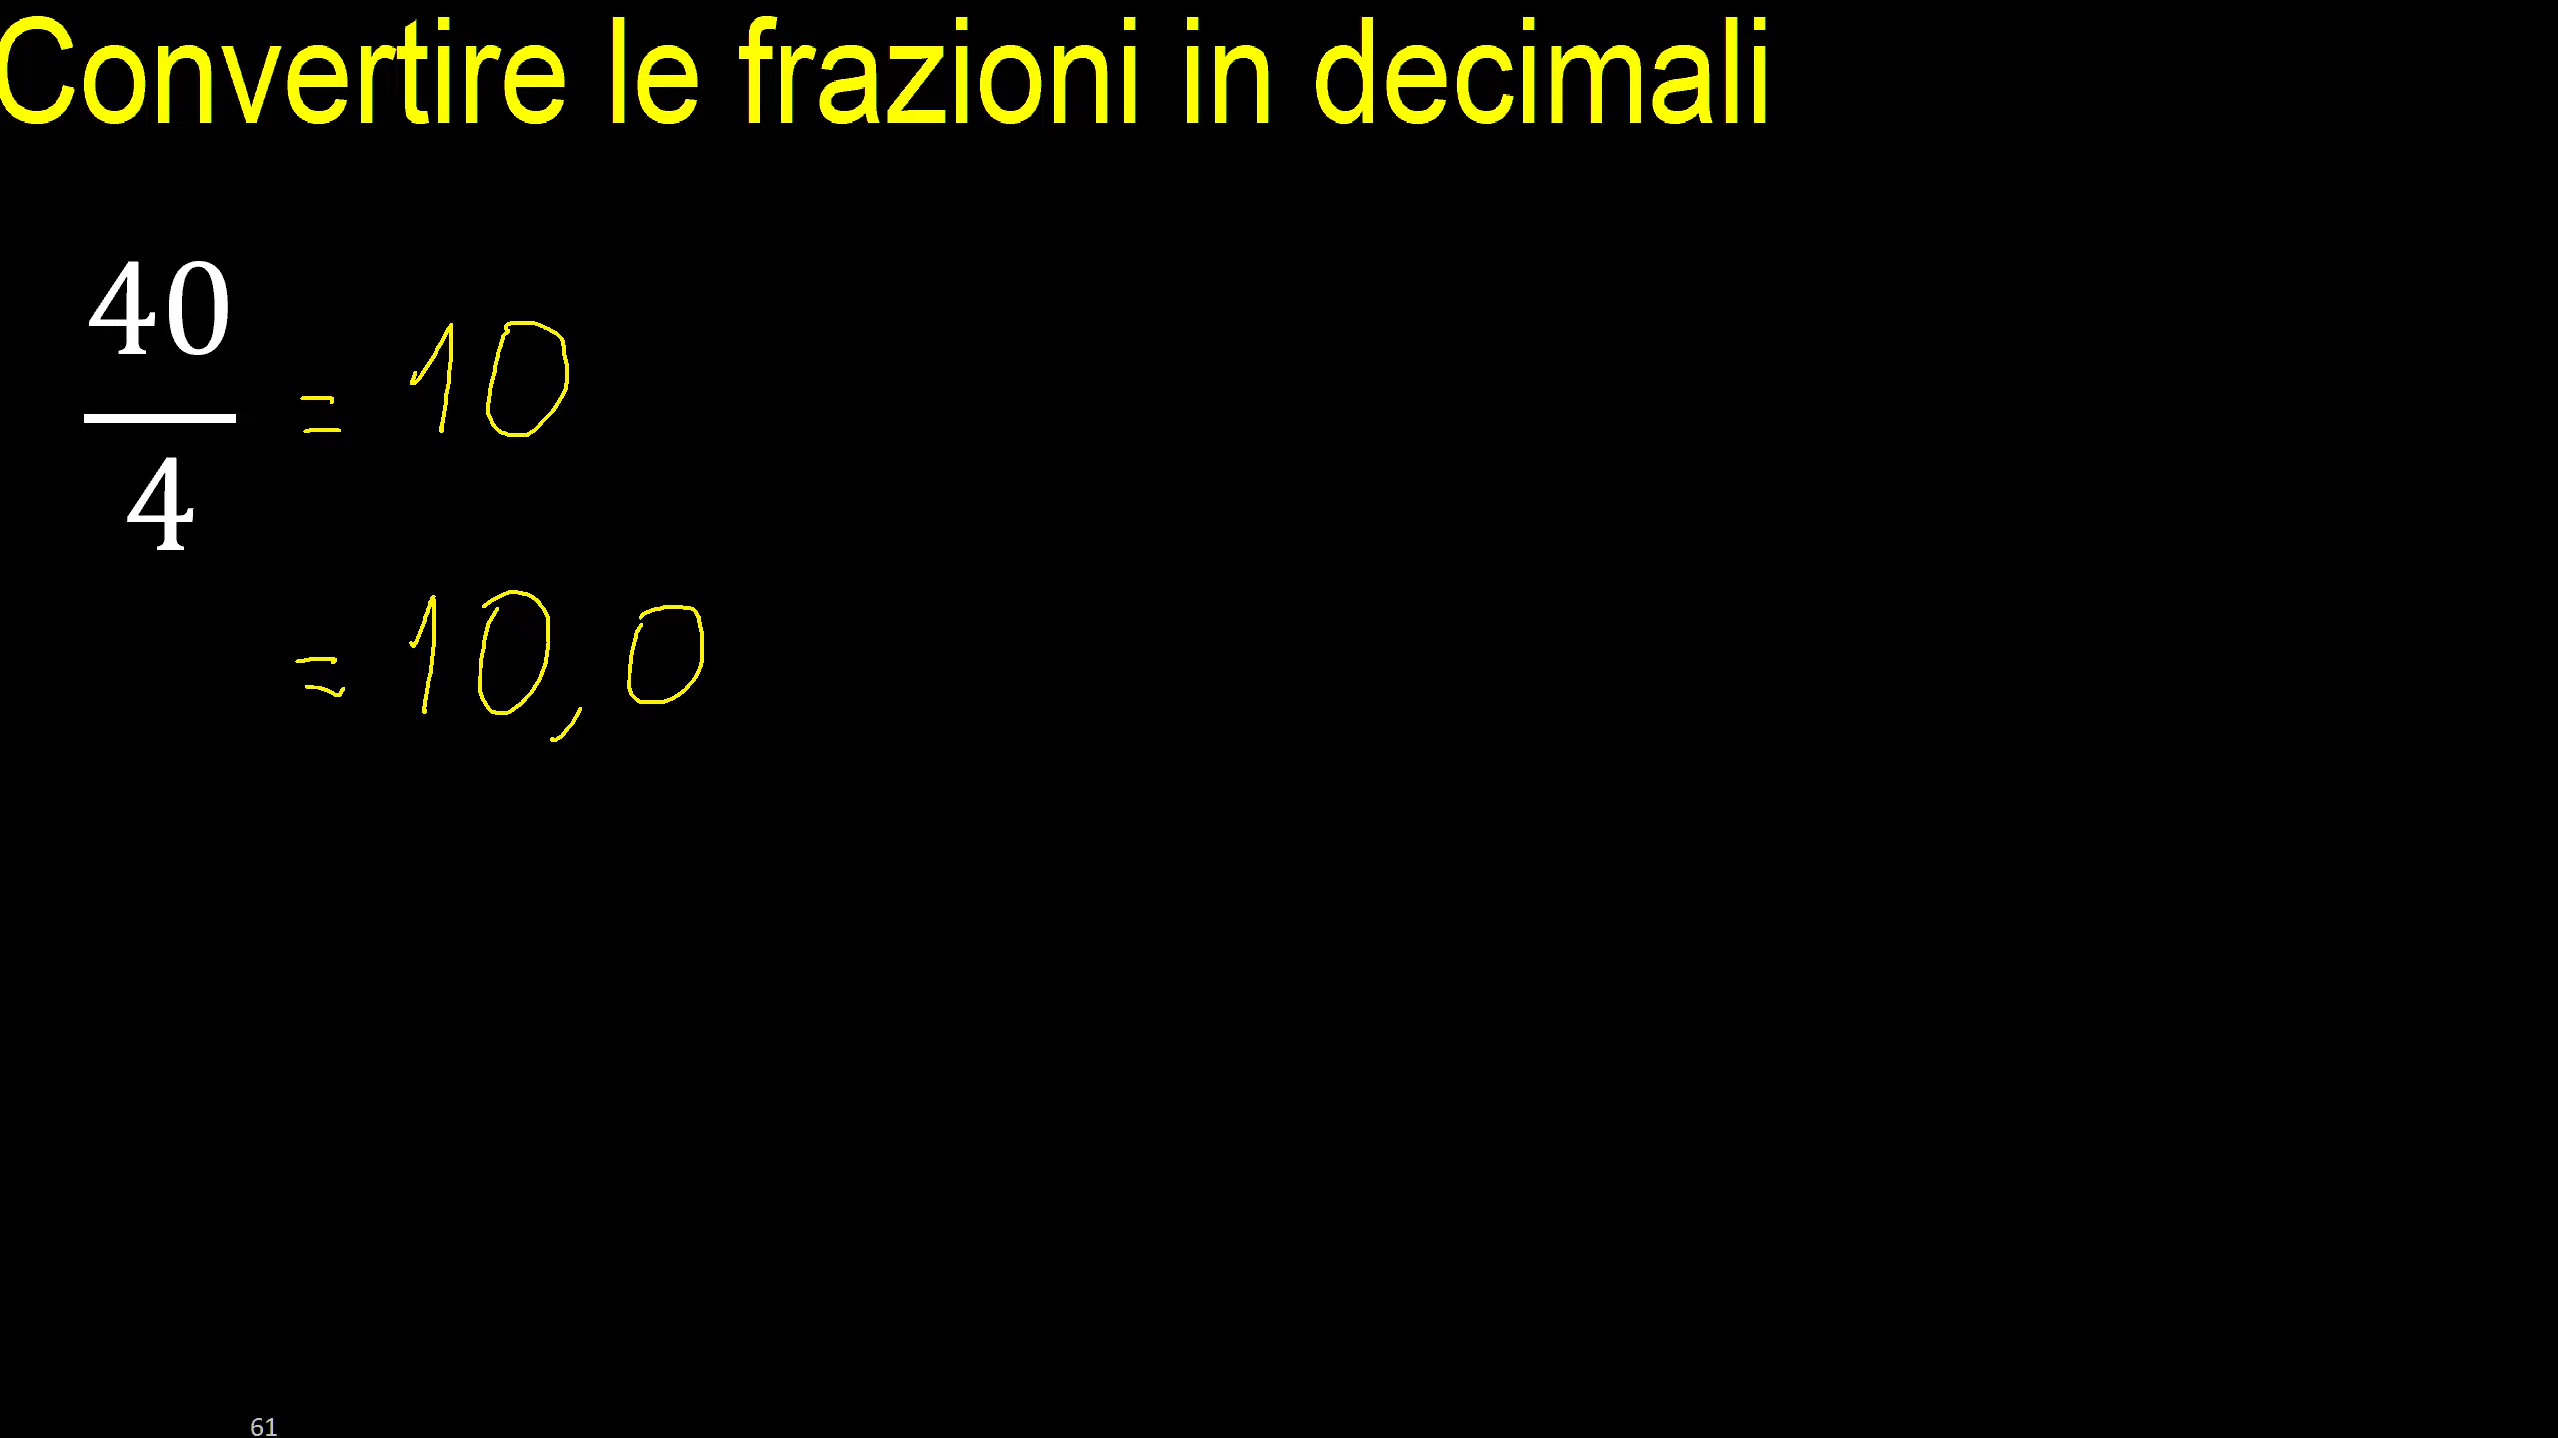 Convertire le frazioni in decimali
40/4 = 10
= 10,0
61